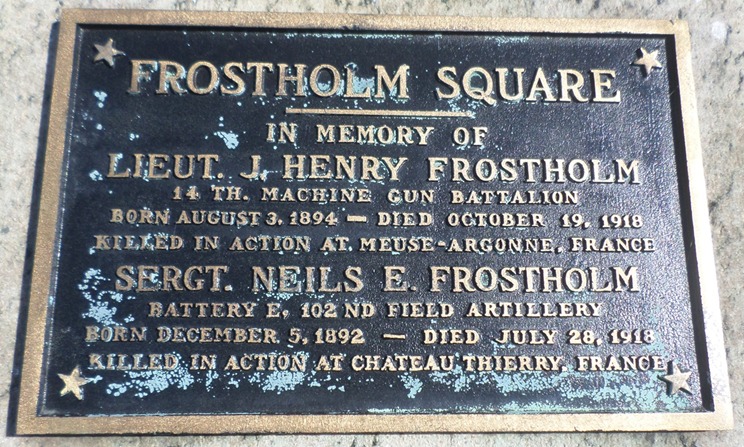 FROSTHOLM SQUARE
IN MEMORY OF
LIEUT. J. HENRY FROSTHOLM
14 TH. MACHINE GUN BATTALION
BORN AUGUST 3, 1894 — DIED OCTOBER 19, 1918
KILLED IN ACTION AT MEUSE-ARGONNE, FRANCE
SERGT. NEILS E. FROSTHOLM
BATTERY E, 102 ND FIELD ARTILLERY
BORN DECEMBER 5, 1892 — DIED JULY 28, 1918
KILLED IN ACTION AT CHATEAU THIERRY, FRANCE